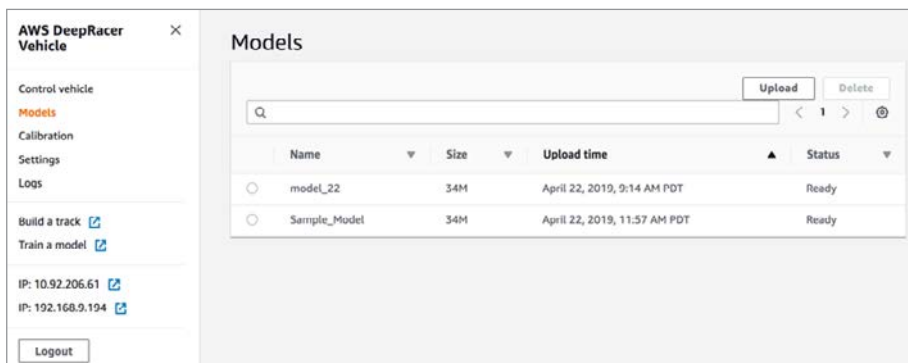 AWS DeepRacer
Vehicle
Control vehicle
Models
Calibration
Settings
Logs
Build a track
Train a model
IP: 10.92.206.61
IP: 192.168.9.194
Logout
Models
Upload Delete
1
Name Size Upload time Status
model_22 34M April 22, 2019, 9:14 AM PDT Ready
Sample_Model 34M April 22, 2019, 11:57 AM PDT Ready